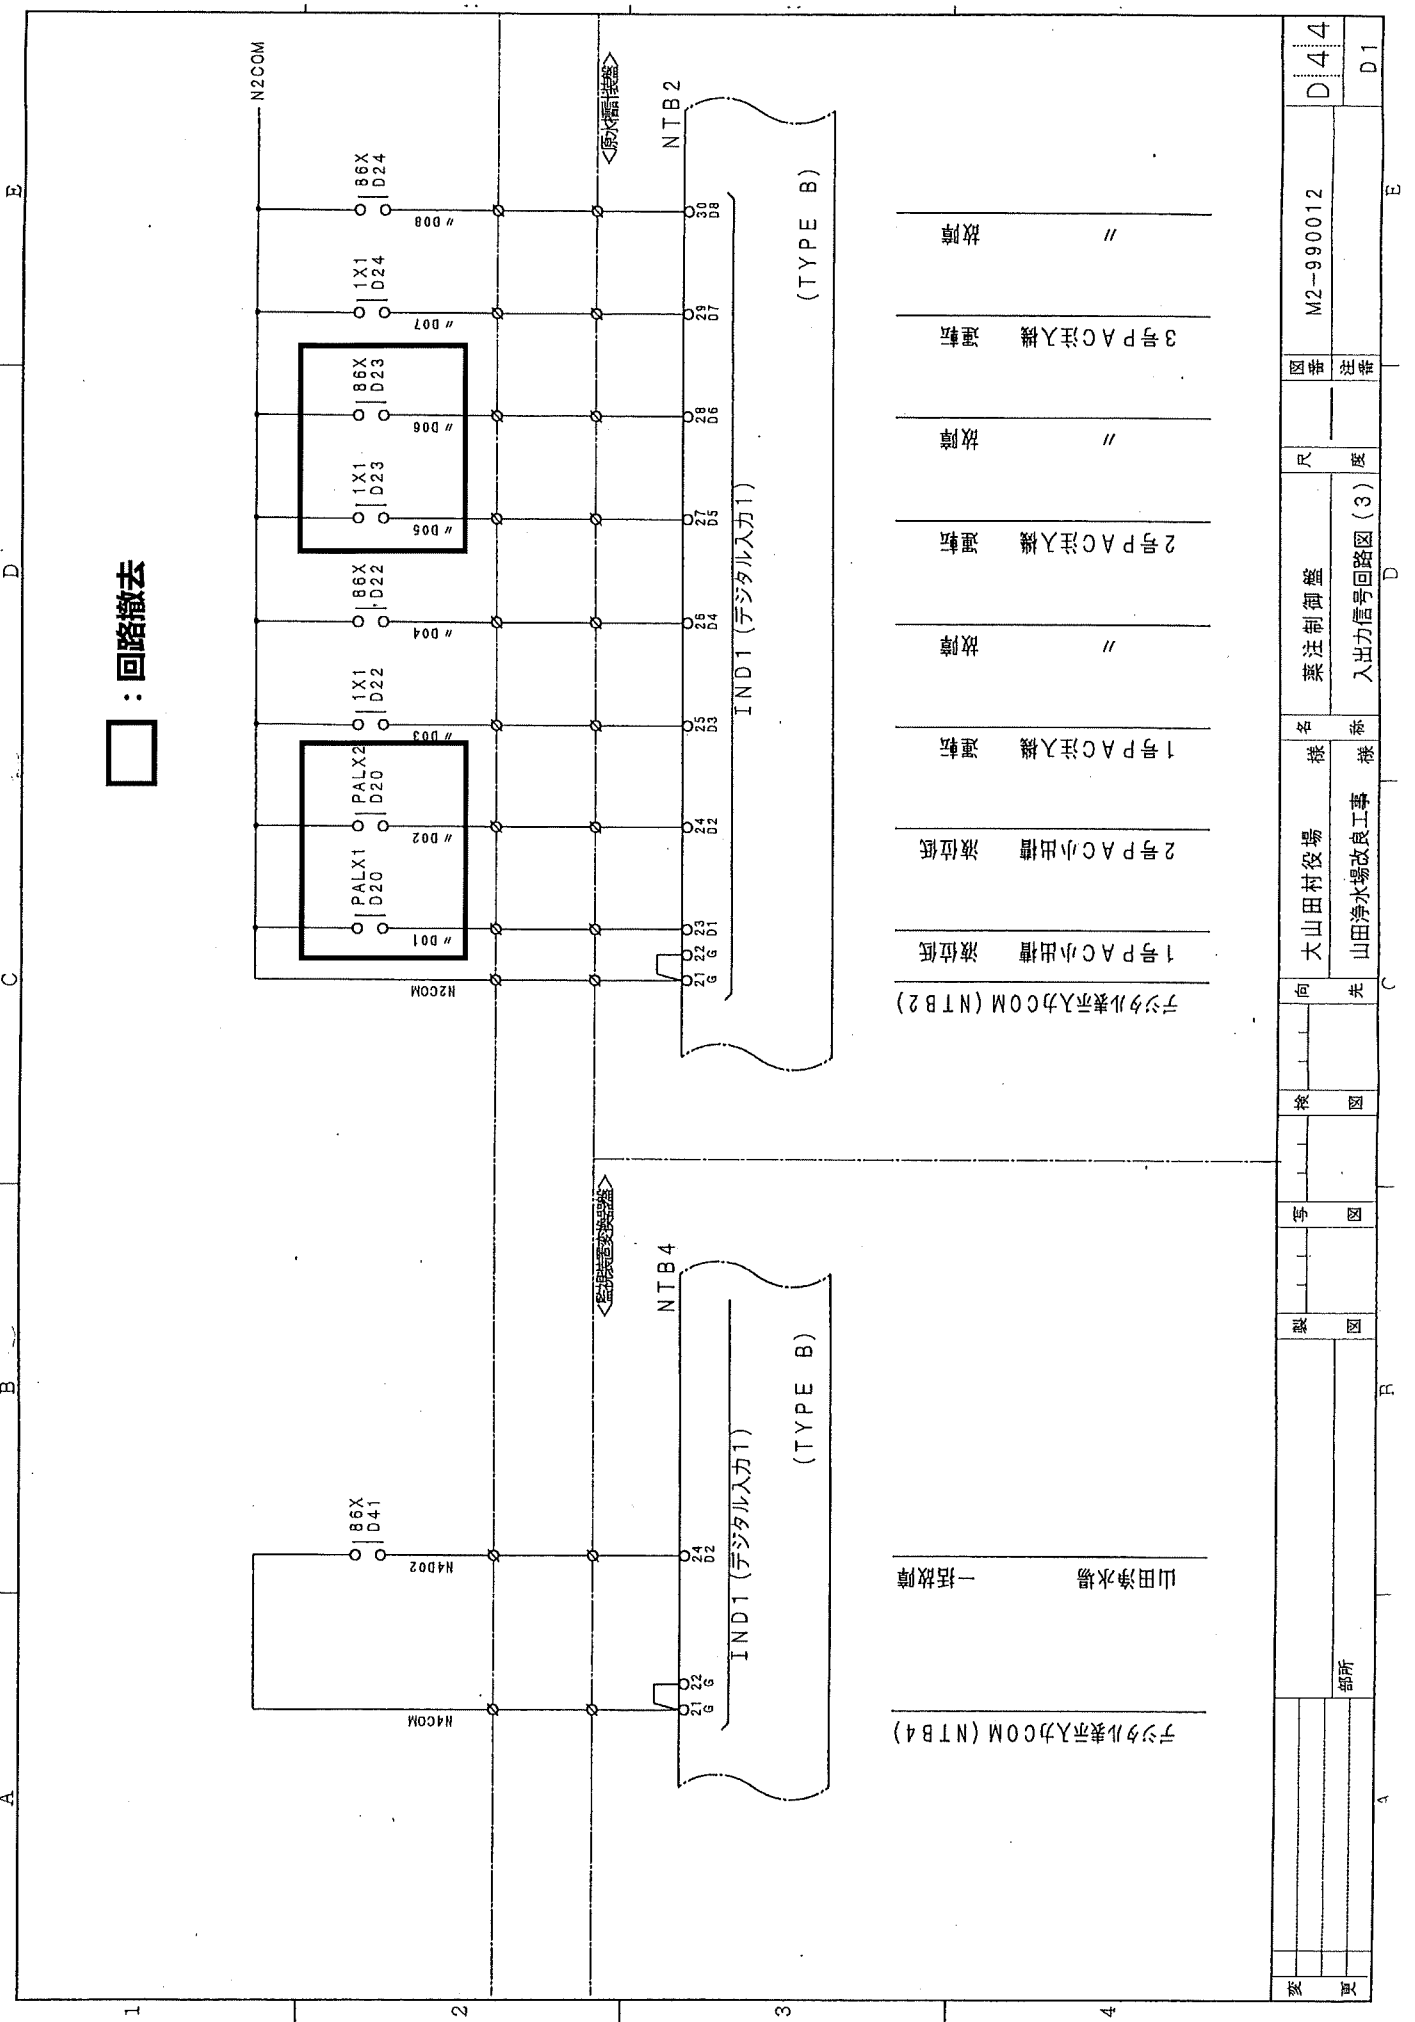 A
B
C
D
E
1
2
3
4
：回路撤去
N2COM
86X
D41
PALX1
D20
PALX2
D20
1X1
D22
86X
D22
1X1
D23
86X
D23
1X1
D24
86X
D24
N4COM
N4D02
N2COM
〃D01
〃D02
〃D03
〃D04
〃D05
〃D06
〃D07
〃D08
<原水槽計装盤>
NTB4
NTB2
21
G
22
G
24
D2
21
G
22
G
23
D1
24
D2
25
D3
26
D4
27
D5
28
D6
29
D7
30
D8
IND1(デジタル入力1)
IND1(デジタル入力1)
(TYPE B)
(TYPE B)
デジタル表示入力COM(NTB4)
山田浄水場 一括故障
デジタル表示入力COM(NTB2)
1号PAC小出槽 液位低
2号PAC小出槽 液位低
1号PAC注入機 運転
〃 故障
2号PAC注入機 運転
〃 故障
3号PAC注入機 運転
〃 故障
変更
部所
製図
写図
検図
向先
大山田村役場 様
山田浄水場改良工事 様
名称
薬注制御盤
入出力信号回路図(3)
尺度
図番
M2-990012
注番
D44
D1
A
B
C
D
E